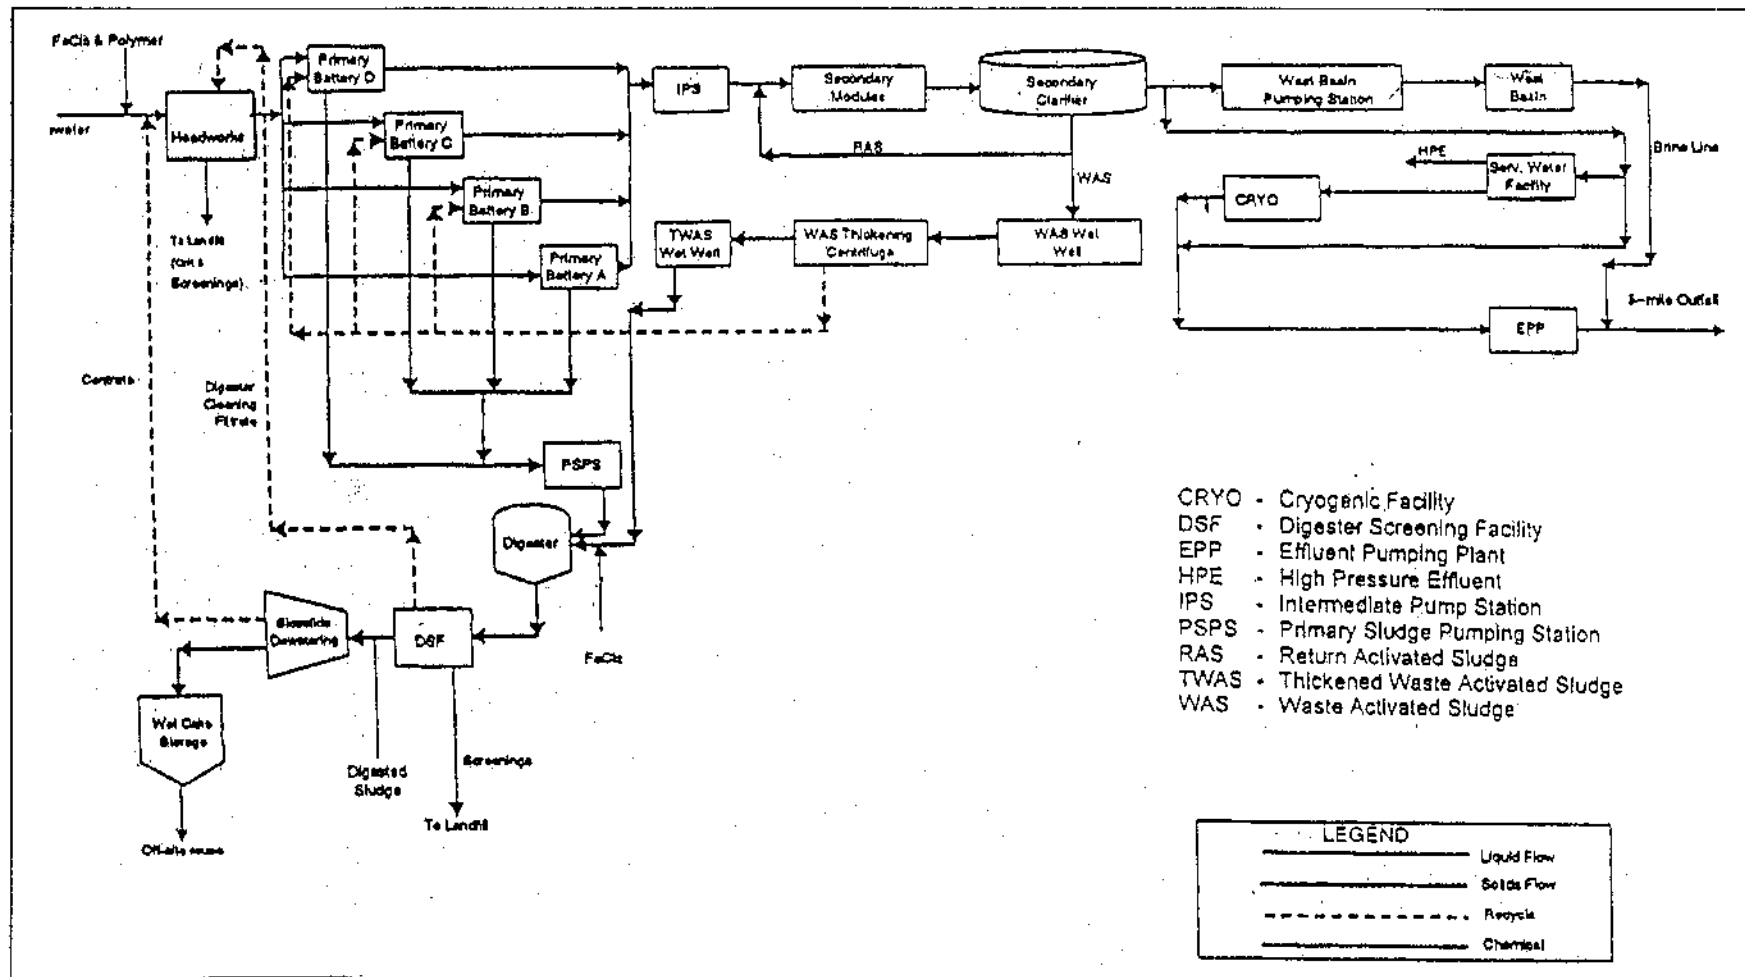 FeCl3 & Polymer
Headworks
To Landfill
(Grit &
Screenings)
Primary
Battery D
Primary
Battery C
Primary
Battery B
Primary
Battery A
IPS
Secondary
Modules
Secondary
Clarifier
West Basin
Pumping Station
West
Basin
RAS
WAS
HPE
Serv. Water
Facility
Brine Line
CRYO
TWAS
Wet Well
WAS Thickening
Centrifuge
WAS Wet
Well
EPP
5-mile Outfall
Centrate
Digester
Cleaning
Filtrate
PSPS
Digester
Biosolids
Dewatering
DSF
FeCl2
Wet Cake
Storage
Digested
Sludge
Screenings
To Landfill
Off-site reuse
CRYO - Cryogenic Facility
DSF - Digester Screening Facility
EPP - Effluent Pumping Plant
HPE - High Pressure Effluent
IPS - Intermediate Pump Station
PSPS - Primary Sludge Pumping Station
RAS - Return Activated Sludge
TWAS - Thickened Waste Activated Sludge
WAS - Waste Activated Sludge
LEGEND
Liquid Flow
Solids Flow
Recycle
Chemical